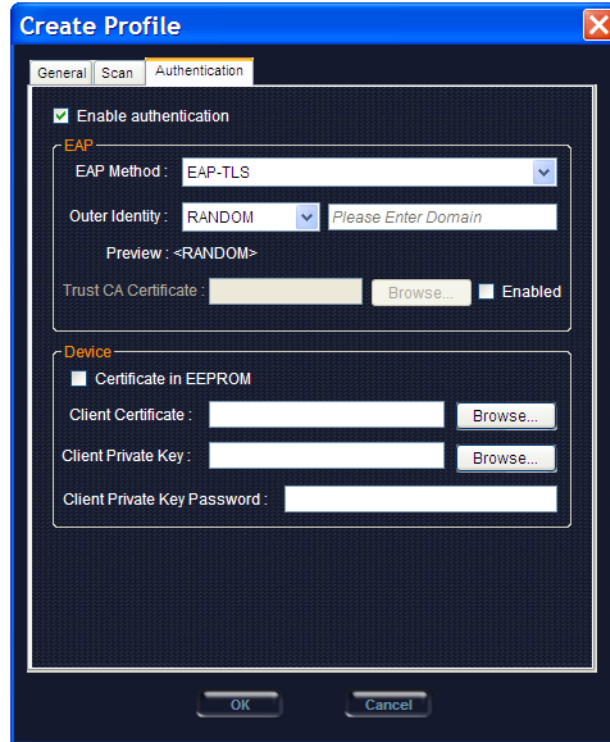 Create Profile
General Scan Authentication
Enable authentication
EAP
EAP Method : EAP-TLS
Outer Identity : RANDOM Please Enter Domain
Preview : <RANDOM>
Trust CA Certificate : Browse... Enabled
Device
Certificate in EEPROM
Client Certificate : Browse...
Client Private Key : Browse...
Client Private Key Password :
OK Cancel